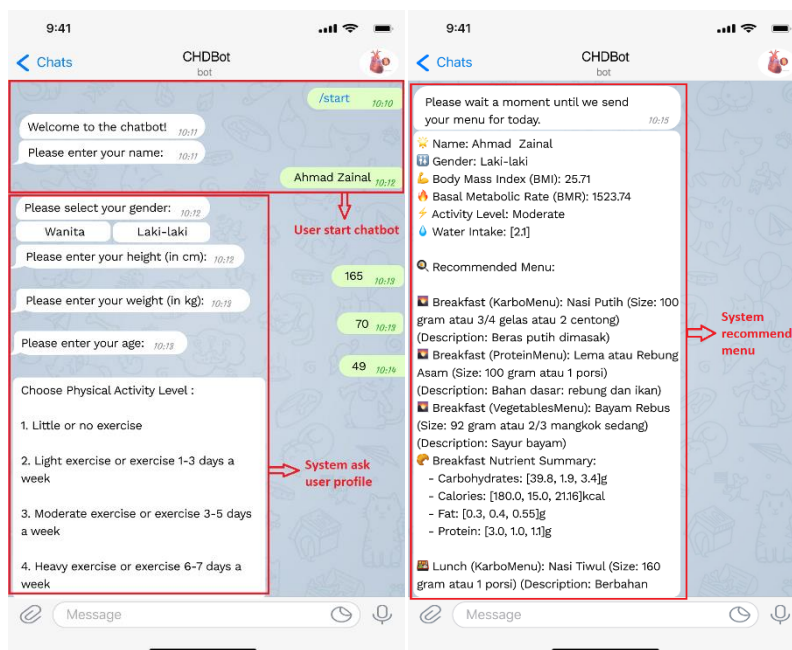 9:41
Chats
CHDBot
bot
/start 10:10
Welcome to the chatbot! 10:11
Please enter your name: 10:11
Ahmad Zainal 10:12
User start chatbot
Please select your gender: 10:12
Wanita
Laki-laki
Please enter your height (in cm): 10:12
165 10:13
Please enter your weight (in kg): 10:13
70 10:13
Please enter your age: 10:13
49 10:14
Choose Physical Activity Level :
1. Little or no exercise
2. Light exercise or exercise 1-3 days a
week
3. Moderate exercise or exercise 3-5 days
a week
4. Heavy exercise or exercise 6-7 days a
week
System ask
user profile
Message
9:41
Chats
CHDBot
bot
Please wait a moment until we send
your menu for today. 10:15
Name: Ahmad Zainal
Gender: Laki-laki
Body Mass Index (BMI): 25.71
Basal Metabolic Rate (BMR): 1523.74
Activity Level: Moderate
Water Intake: [2.1]
Recommended Menu:
Breakfast (KarboMenu): Nasi Putih (Size: 100
gram atau 3/4 gelas atau 2 centong)
(Description: Beras putih dimasak)
Breakfast (ProteinMenu): Lema atau Rebung
Asam (Size: 100 gram atau 1 porsi)
(Description: Bahan dasar: rebung dan ikan)
Breakfast (VegetablesMenu): Bayam Rebus
(Size: 92 gram atau 2/3 mangkok sedang)
(Description: Sayur bayam)
Breakfast Nutrient Summary:
- Carbohydrates: [39.8, 1.9, 3.4]g
- Calories: [180.0, 15.0, 21.16]kcal
- Fat: [0.3, 0.4, 0.55]g
- Protein: [3.0, 1.0, 1.1]g
Lunch (KarboMenu): Nasi Tiwul (Size: 160
gram atau 1 porsi) (Description: Berbahan
System
recommend
menu
Message